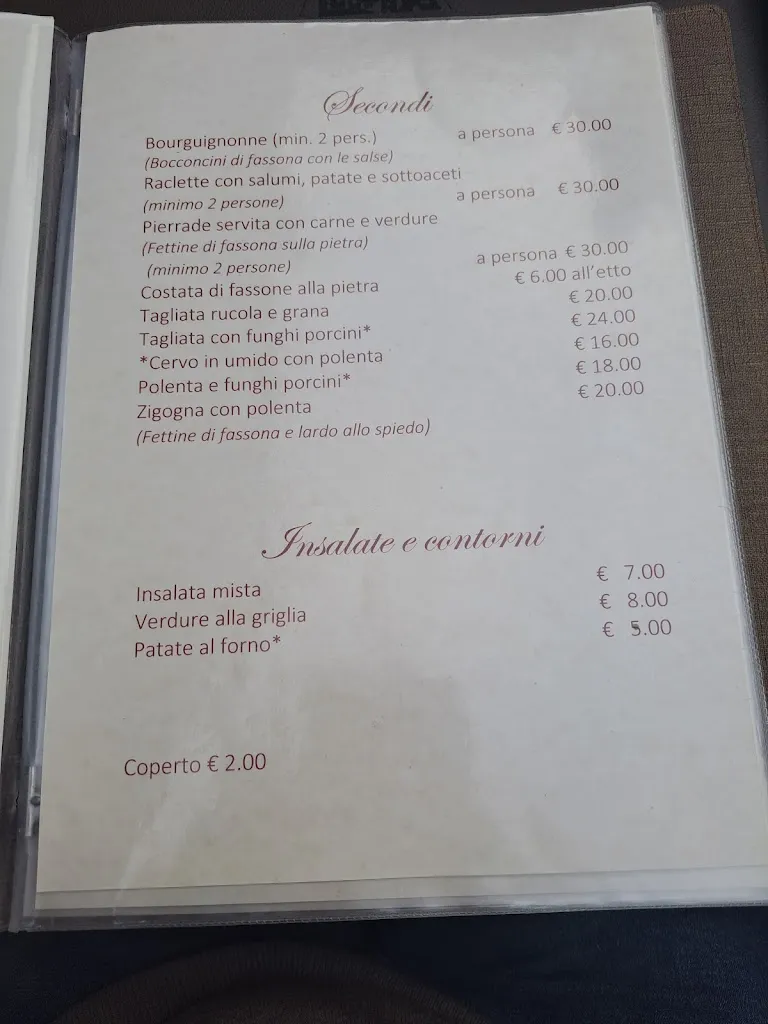 Secondi
Bourguignonne (min. 2 pers.) a persona € 30.00
(Bocconcini di fassona con le salse)
Raclette con salumi, patate e sottoaceti
(minimo 2 persone) a persona € 30.00
Pierrade servita con carne e verdure
(Fettine di fassona sulla pietra)
(minimo 2 persone) a persona € 30.00
Costata di fassone alla pietra € 6.00 all'etto
Tagliata rucola e grana € 20.00
Tagliata con funghi porcini* € 24.00
*Cervo in umido con polenta € 16.00
Polenta e funghi porcini* € 18.00
Zigogna con polenta € 20.00
(Fettine di fassona e lardo allo spiedo)
Insalate e contorni
Insalata mista € 7.00
Verdure alla griglia € 8.00
Patate al forno* € 5.00
Coperto € 2.00